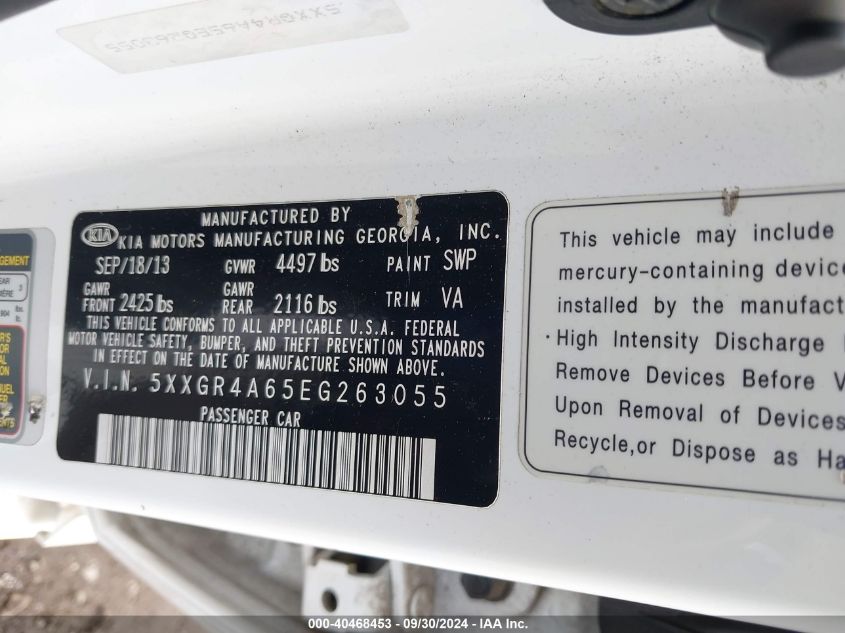 5XXGR4A65EG263055
MANUFACTURED BY
KIA KIA MOTORS MANUFACTURING GEORGIA, INC.
SEP/18/13 GVWR 4497 lbs PAINT SWP
GAWR FRONT 2425 lbs GAWR REAR 2116 lbs TRIM VA
THIS VEHICLE CONFORMS TO ALL APPLICABLE U.S.A. FEDERAL
MOTOR VEHICLE SAFETY, BUMPER, AND THEFT PREVENTION STANDARDS
IN EFFECT ON THE DATE OF MANUFACTURE SHOWN ABOVE.
V.I.N. 5XXGR4A65EG263055
PASSENGER CAR
This vehicle may include
mercury-containing device
installed by the manufact
·High Intensity Discharge
Remove Devices Before V
Upon Removal of Devices
Recycle,or Dispose as Ha
000-40468453 - 09/30/2024 - IAA Inc.